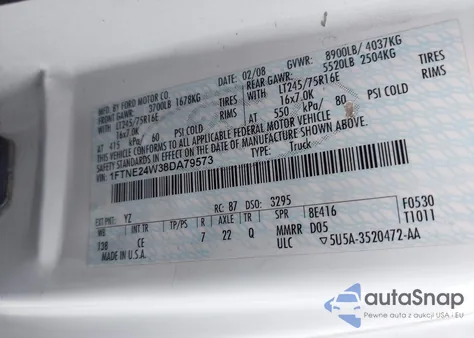 MFD. BY FORD MOTOR CO.
02/08 GVWR: 8900LB/ 4037KG
FRONT GAWR: 3700LB 1678KG
REAR GAWR: 5520LB 2504KG
LT245/75R16E TIRES
LT245/75R16E TIRES
16x7.0K RIMS
16x7.0K RIMS
AT 415 kPa/ 60 PSI COLD
AT 550 kPa/ 80 PSI COLD
THIS VEHICLE CONFORMS TO ALL APPLICABLE FEDERAL MOTOR VEHICLE
SAFETY STANDARDS IN EFFECT ON THE DATE OF MANUFACTURE SHOWN ABOVE.
1FTNE24W38DA79573
TYPE: Truck
F0530
T1011
EXT PNT: YZ RC: B7 DSO: 3295
WB INT TR TP/PS R AXLE TR SPR BE416
138 CE 7 22 Q MMRR D05
MADE IN U.S.A. ULC 5U5A-3520472-AA
autoSnap
Pewne auta z aukcji USA i EU